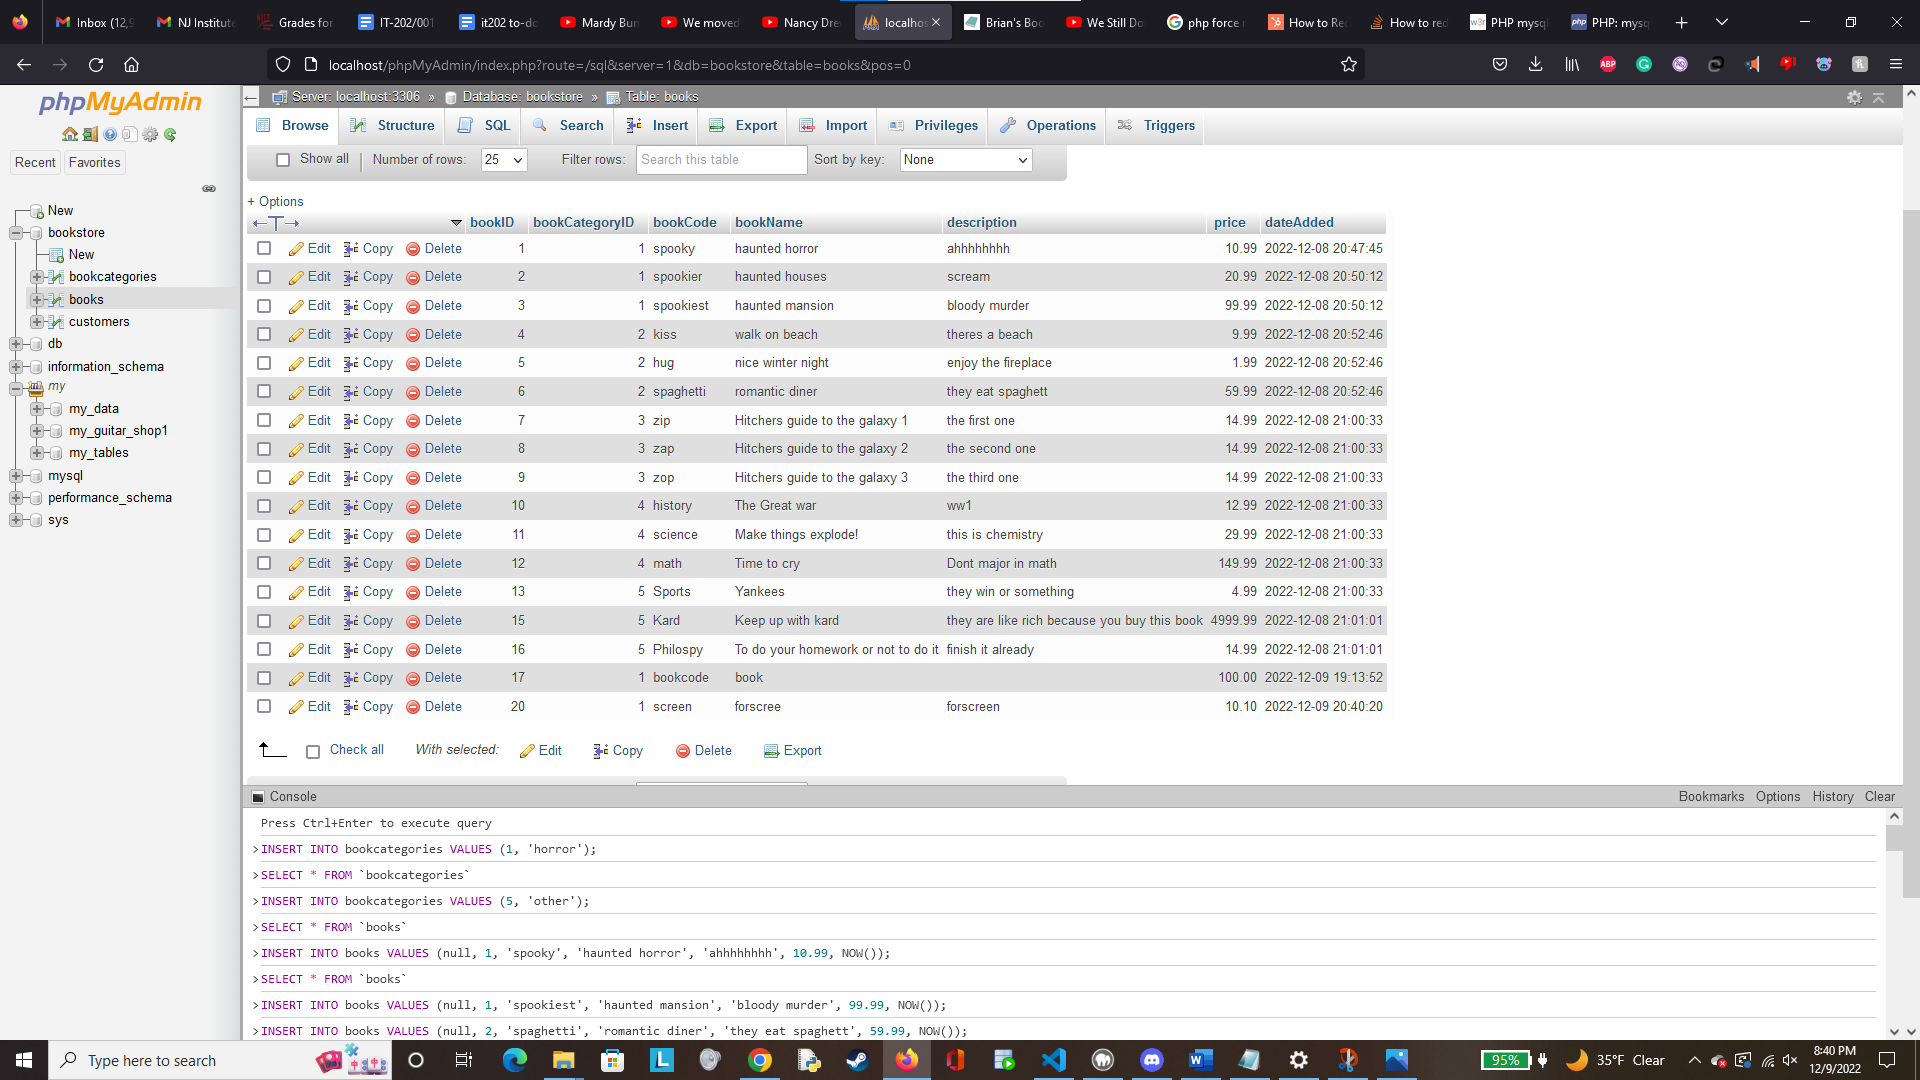 Inbox (12,9
NJ Institute
Grades for
IT-202/001
it202 to-do
Mardy Bun
We moved
Nancy Dre
localhos
Brian's Boo
We Still Do
php force r
How to Rec
How to red
PHP mysql
PHP: mysq
localhost/phpMyAdmin/index.php?route=/sql&server=1&db=bookstore&table=books&pos=0
phpMyAdmin
Recent Favorites
New
bookstore
New
bookcategories
books
customers
db
information_schema
my
my_data
my_guitar_shop1
my_tables
mysql
performance_schema
sys
Server: localhost:3306 » Database: bookstore » Table: books
Browse Structure SQL Search Insert Export Import Privileges Operations Triggers
Show all Number of rows: 25 Filter rows: Search this table Sort by key: None
+ Options
←T→ bookID bookCategoryID bookCode bookName description price dateAdded
Edit Copy Delete 1 1 spooky haunted horror ahhhhhhhh 10.99 2022-12-08 20:47:45
Edit Copy Delete 2 1 spookier haunted houses scream 20.99 2022-12-08 20:50:12
Edit Copy Delete 3 1 spookiest haunted mansion bloody murder 99.99 2022-12-08 20:50:12
Edit Copy Delete 4 2 kiss walk on beach theres a beach 9.99 2022-12-08 20:52:46
Edit Copy Delete 5 2 hug nice winter night enjoy the fireplace 1.99 2022-12-08 20:52:46
Edit Copy Delete 6 2 spaghetti romantic diner they eat spaghett 59.99 2022-12-08 20:52:46
Edit Copy Delete 7 3 zip Hitchers guide to the galaxy 1 the first one 14.99 2022-12-08 21:00:33
Edit Copy Delete 8 3 zap Hitchers guide to the galaxy 2 the second one 14.99 2022-12-08 21:00:33
Edit Copy Delete 9 3 zop Hitchers guide to the galaxy 3 the third one 14.99 2022-12-08 21:00:33
Edit Copy Delete 10 4 history The Great war ww1 12.99 2022-12-08 21:00:33
Edit Copy Delete 11 4 science Make things explode! this is chemistry 29.99 2022-12-08 21:00:33
Edit Copy Delete 12 4 math Time to cry Dont major in math 149.99 2022-12-08 21:00:33
Edit Copy Delete 13 5 Sports Yankees they win or something 4.99 2022-12-08 21:00:33
Edit Copy Delete 15 5 Kard Keep up with kard they are like rich because you buy this book 4999.99 2022-12-08 21:01:01
Edit Copy Delete 16 5 Philospy To do your homework or not to do it finish it already 14.99 2022-12-08 21:01:01
Edit Copy Delete 17 1 bookcode book 100.00 2022-12-09 19:13:52
Edit Copy Delete 20 1 screen forscree forscreen 10.10 2022-12-09 20:40:20
Check all With selected: Edit Copy Delete Export
Console Bookmarks Options History Clear
Press Ctrl+Enter to execute query
>INSERT INTO bookcategories VALUES (1, 'horror');
>SELECT * FROM `bookcategories`
>INSERT INTO bookcategories VALUES (5, 'other');
>SELECT * FROM `books`
>INSERT INTO books VALUES (null, 1, 'spooky', 'haunted horror', 'ahhhhhhhh', 10.99, NOW());
>SELECT * FROM `books`
>INSERT INTO books VALUES (null, 1, 'spookiest', 'haunted mansion', 'bloody murder', 99.99, NOW());
>INSERT INTO books VALUES (null, 2, 'spaghetti', 'romantic diner', 'they eat spaghett', 59.99, NOW());
Type here to search
95%
35°F Clear
8:40 PM
12/9/2022